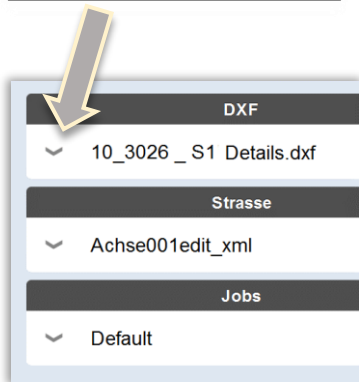 DXF
10_3026 _ S1 Details.dxf
Strasse
Achse001edit_xml
Jobs
Default